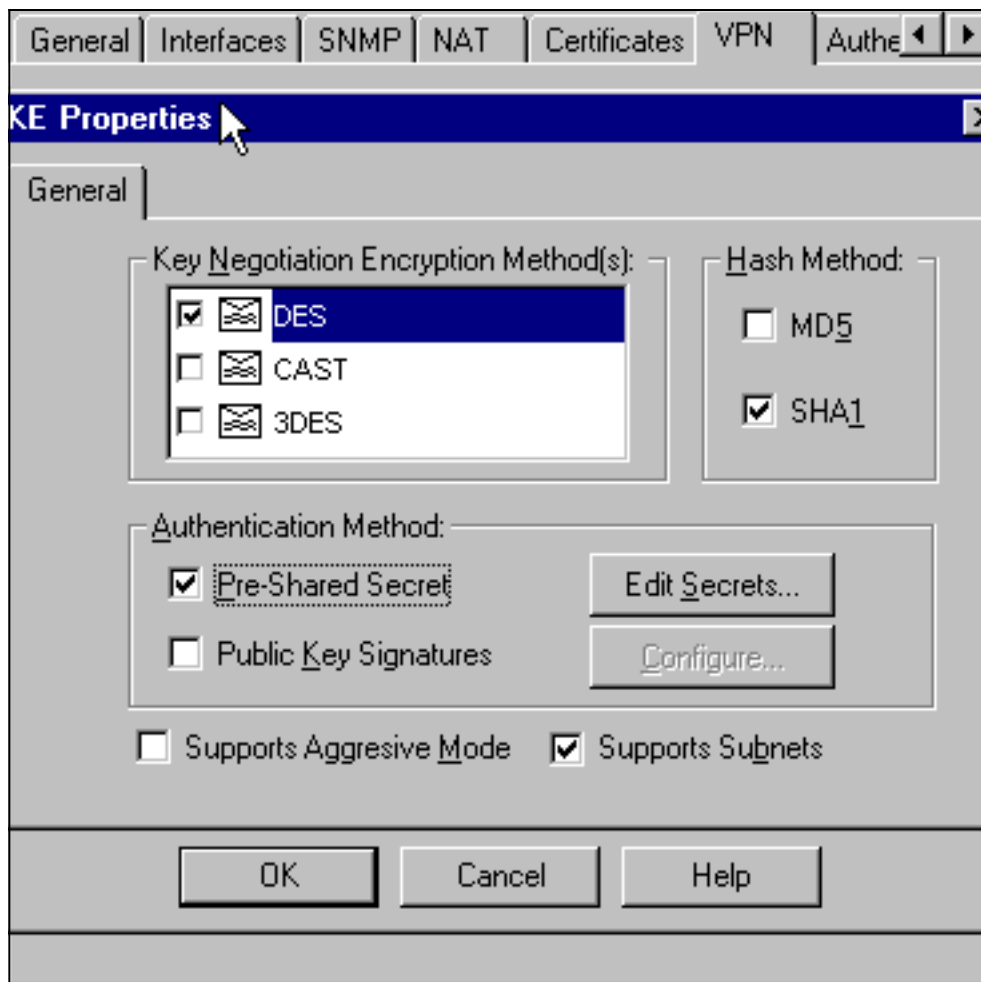 General Interfaces SNMP NAT Certificates VPN Authe
KE Properties
General
Key Negotiation Encryption Method(s):
Hash Method:
DES
MD5
CAST
SHA1
3DES
Authentication Method:
Pre-Shared Secret
Edit Secrets...
Public Key Signatures
Configure...
Supports Aggresive Mode
Supports Subnets
OK Cancel Help